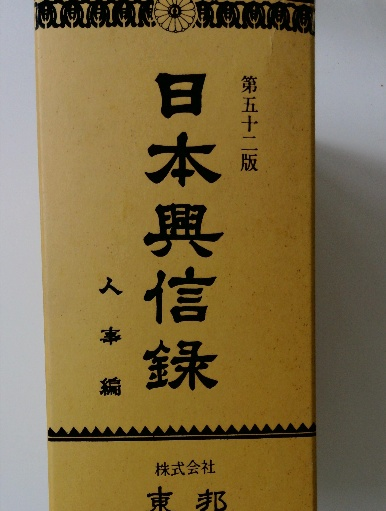 第五十二版
日本興信録
人事編
株式会社
東邦